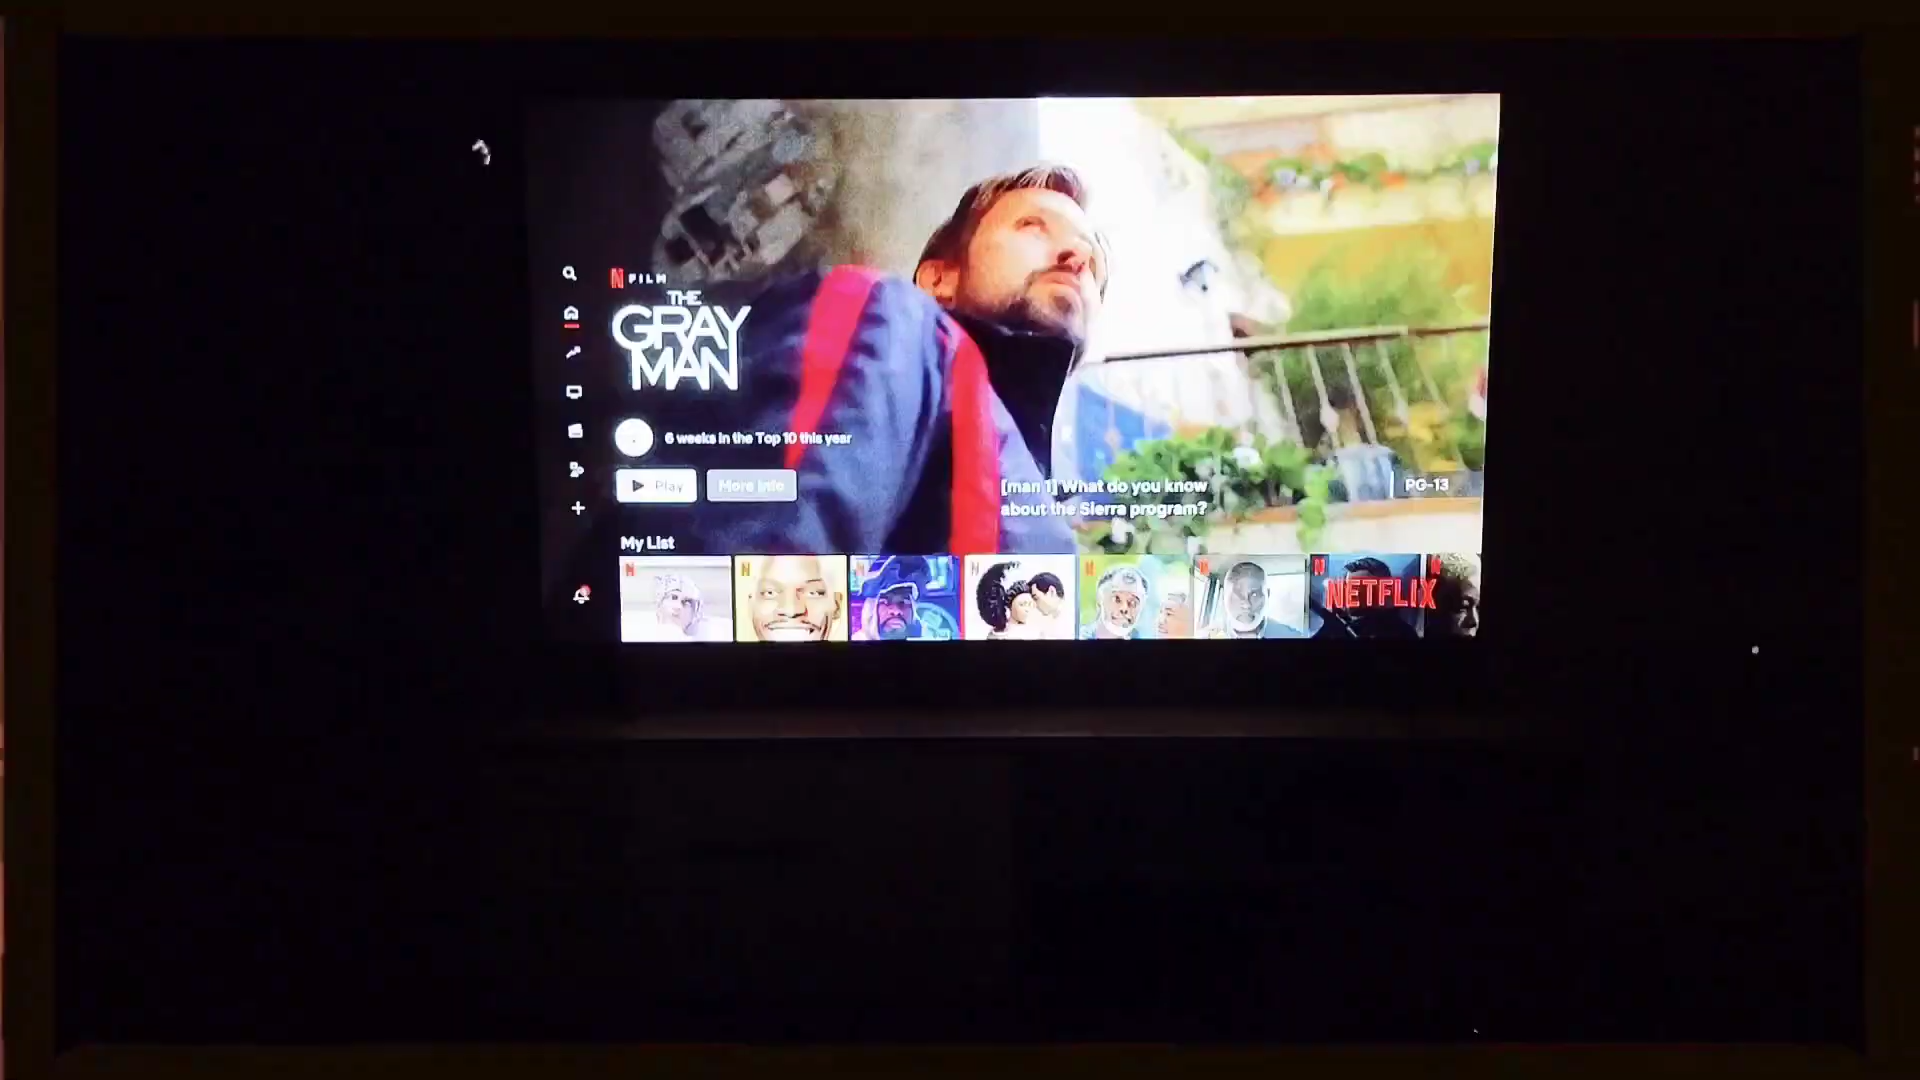 N FILM
THE
GRAY
MAN
6 weeks in the Top 10 this year
Play
More Info
[man 1] What do you know
about the Sierra program?
PG-13
My List
NETFLIX